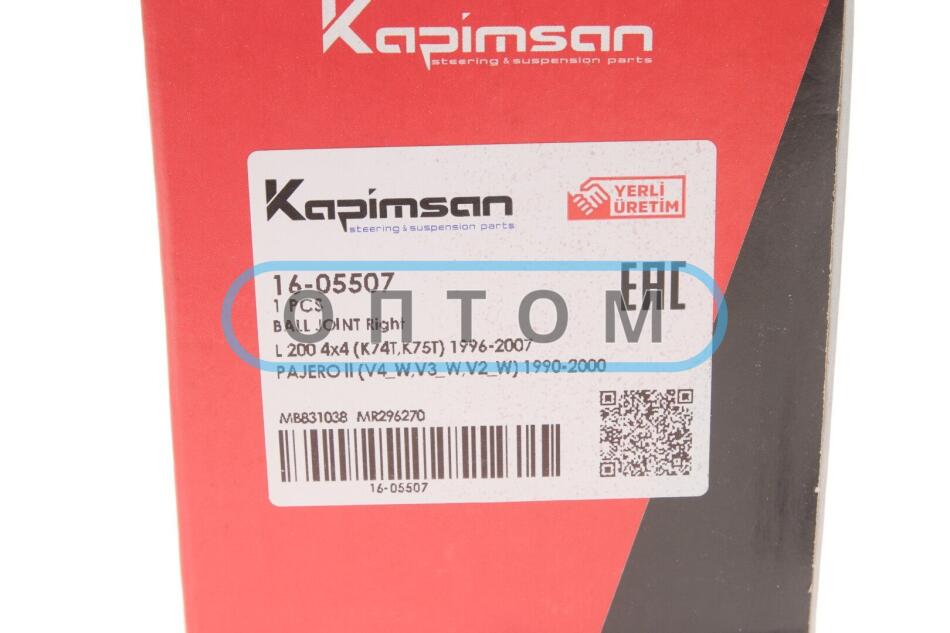 Kapimsan
steering & suspension parts
Kapimsan
steering & suspension parts
YERLİ
ÜRETİM
16-05507
EAC
1 PCS
ОПТОМ
BALL JOINT Right
L 200 4x4 (K74T,K75T) 1996-2007
PAJERO II (V4_W,V3_W,V2_W) 1990-2000
MB831038 MR296270
16-05507